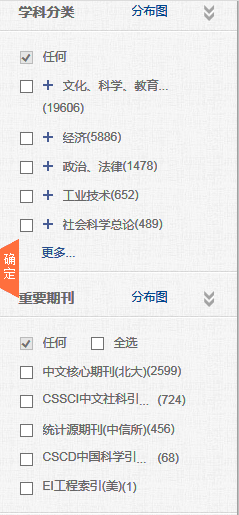 学科分类 分布图
任何
文化、科学、教育...
(19606)
经济(5886)
政治、法律(1478)
工业技术(652)
社会科学总论(489)
更多...
确定
重要期刊 分布图
任何 全选
中文核心期刊(北大)(2599)
CSSCI中文社科引... (724)
统计源期刊(中信所)(456)
CSCD中国科学引... (68)
EI工程索引(美)(1)